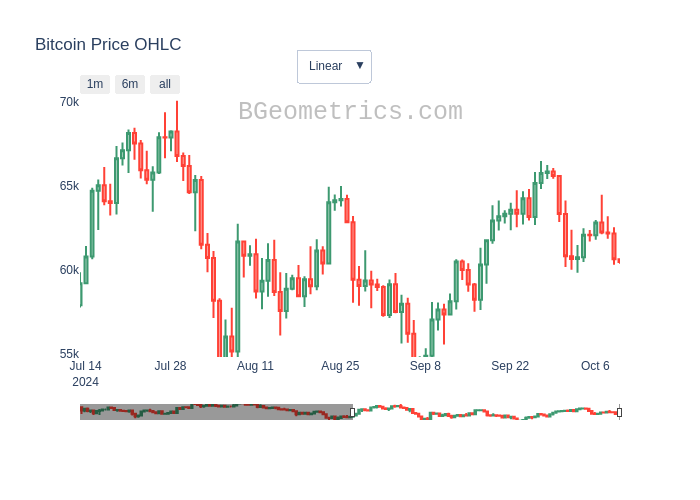 Bitcoin Price OHLC
Linear ▼
1m 6m all
BGeometrics.com
70k
65k
60k
55k
Jul 14 Jul 28 Aug 11 Aug 25 Sep 8 Sep 22 Oct 6
2024